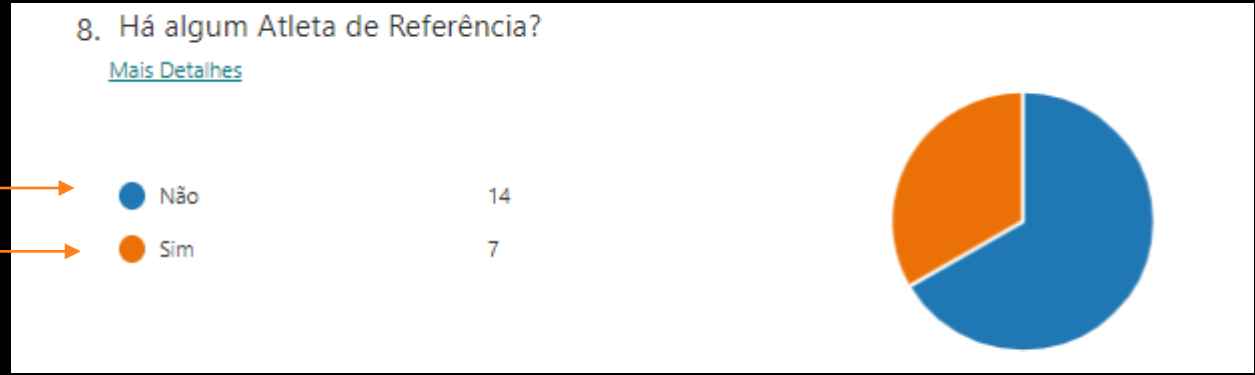 8. Há algum Atleta de Referência?
Mais Detalhes
Não 14
Sim 7